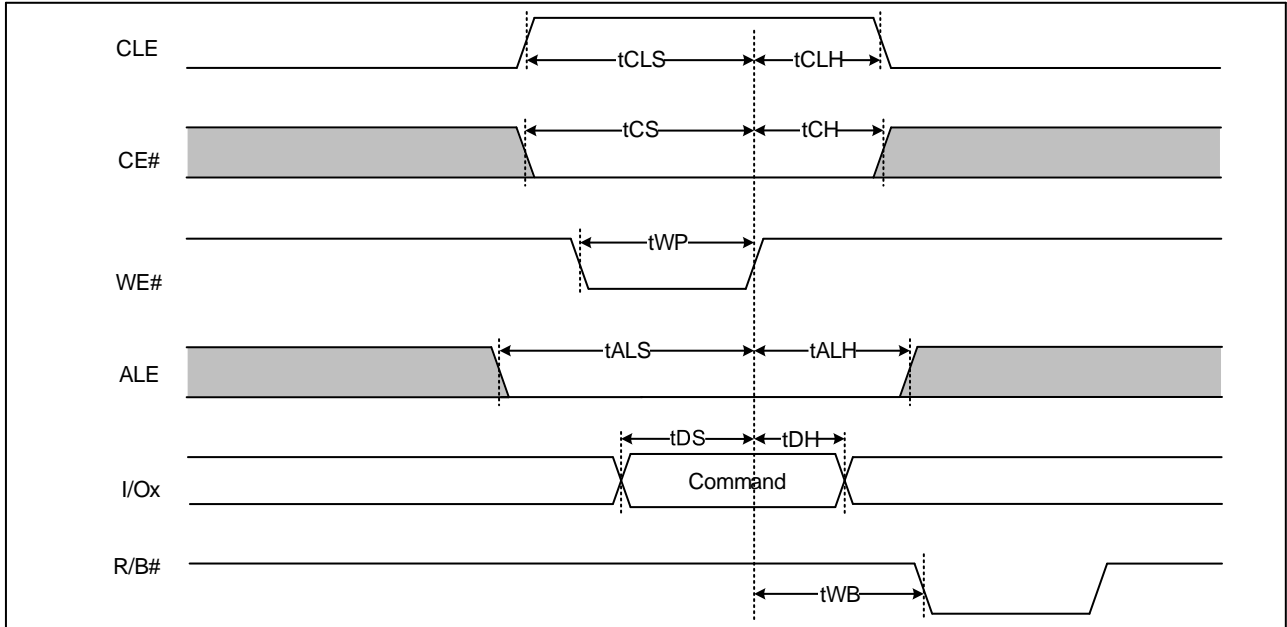 CLE
tCLS
tCLH
CE#
tCS
tCH
WE#
tWP
ALE
tALS
tALH
I/Ox
tDS
tDH
Command
R/B#
tWB